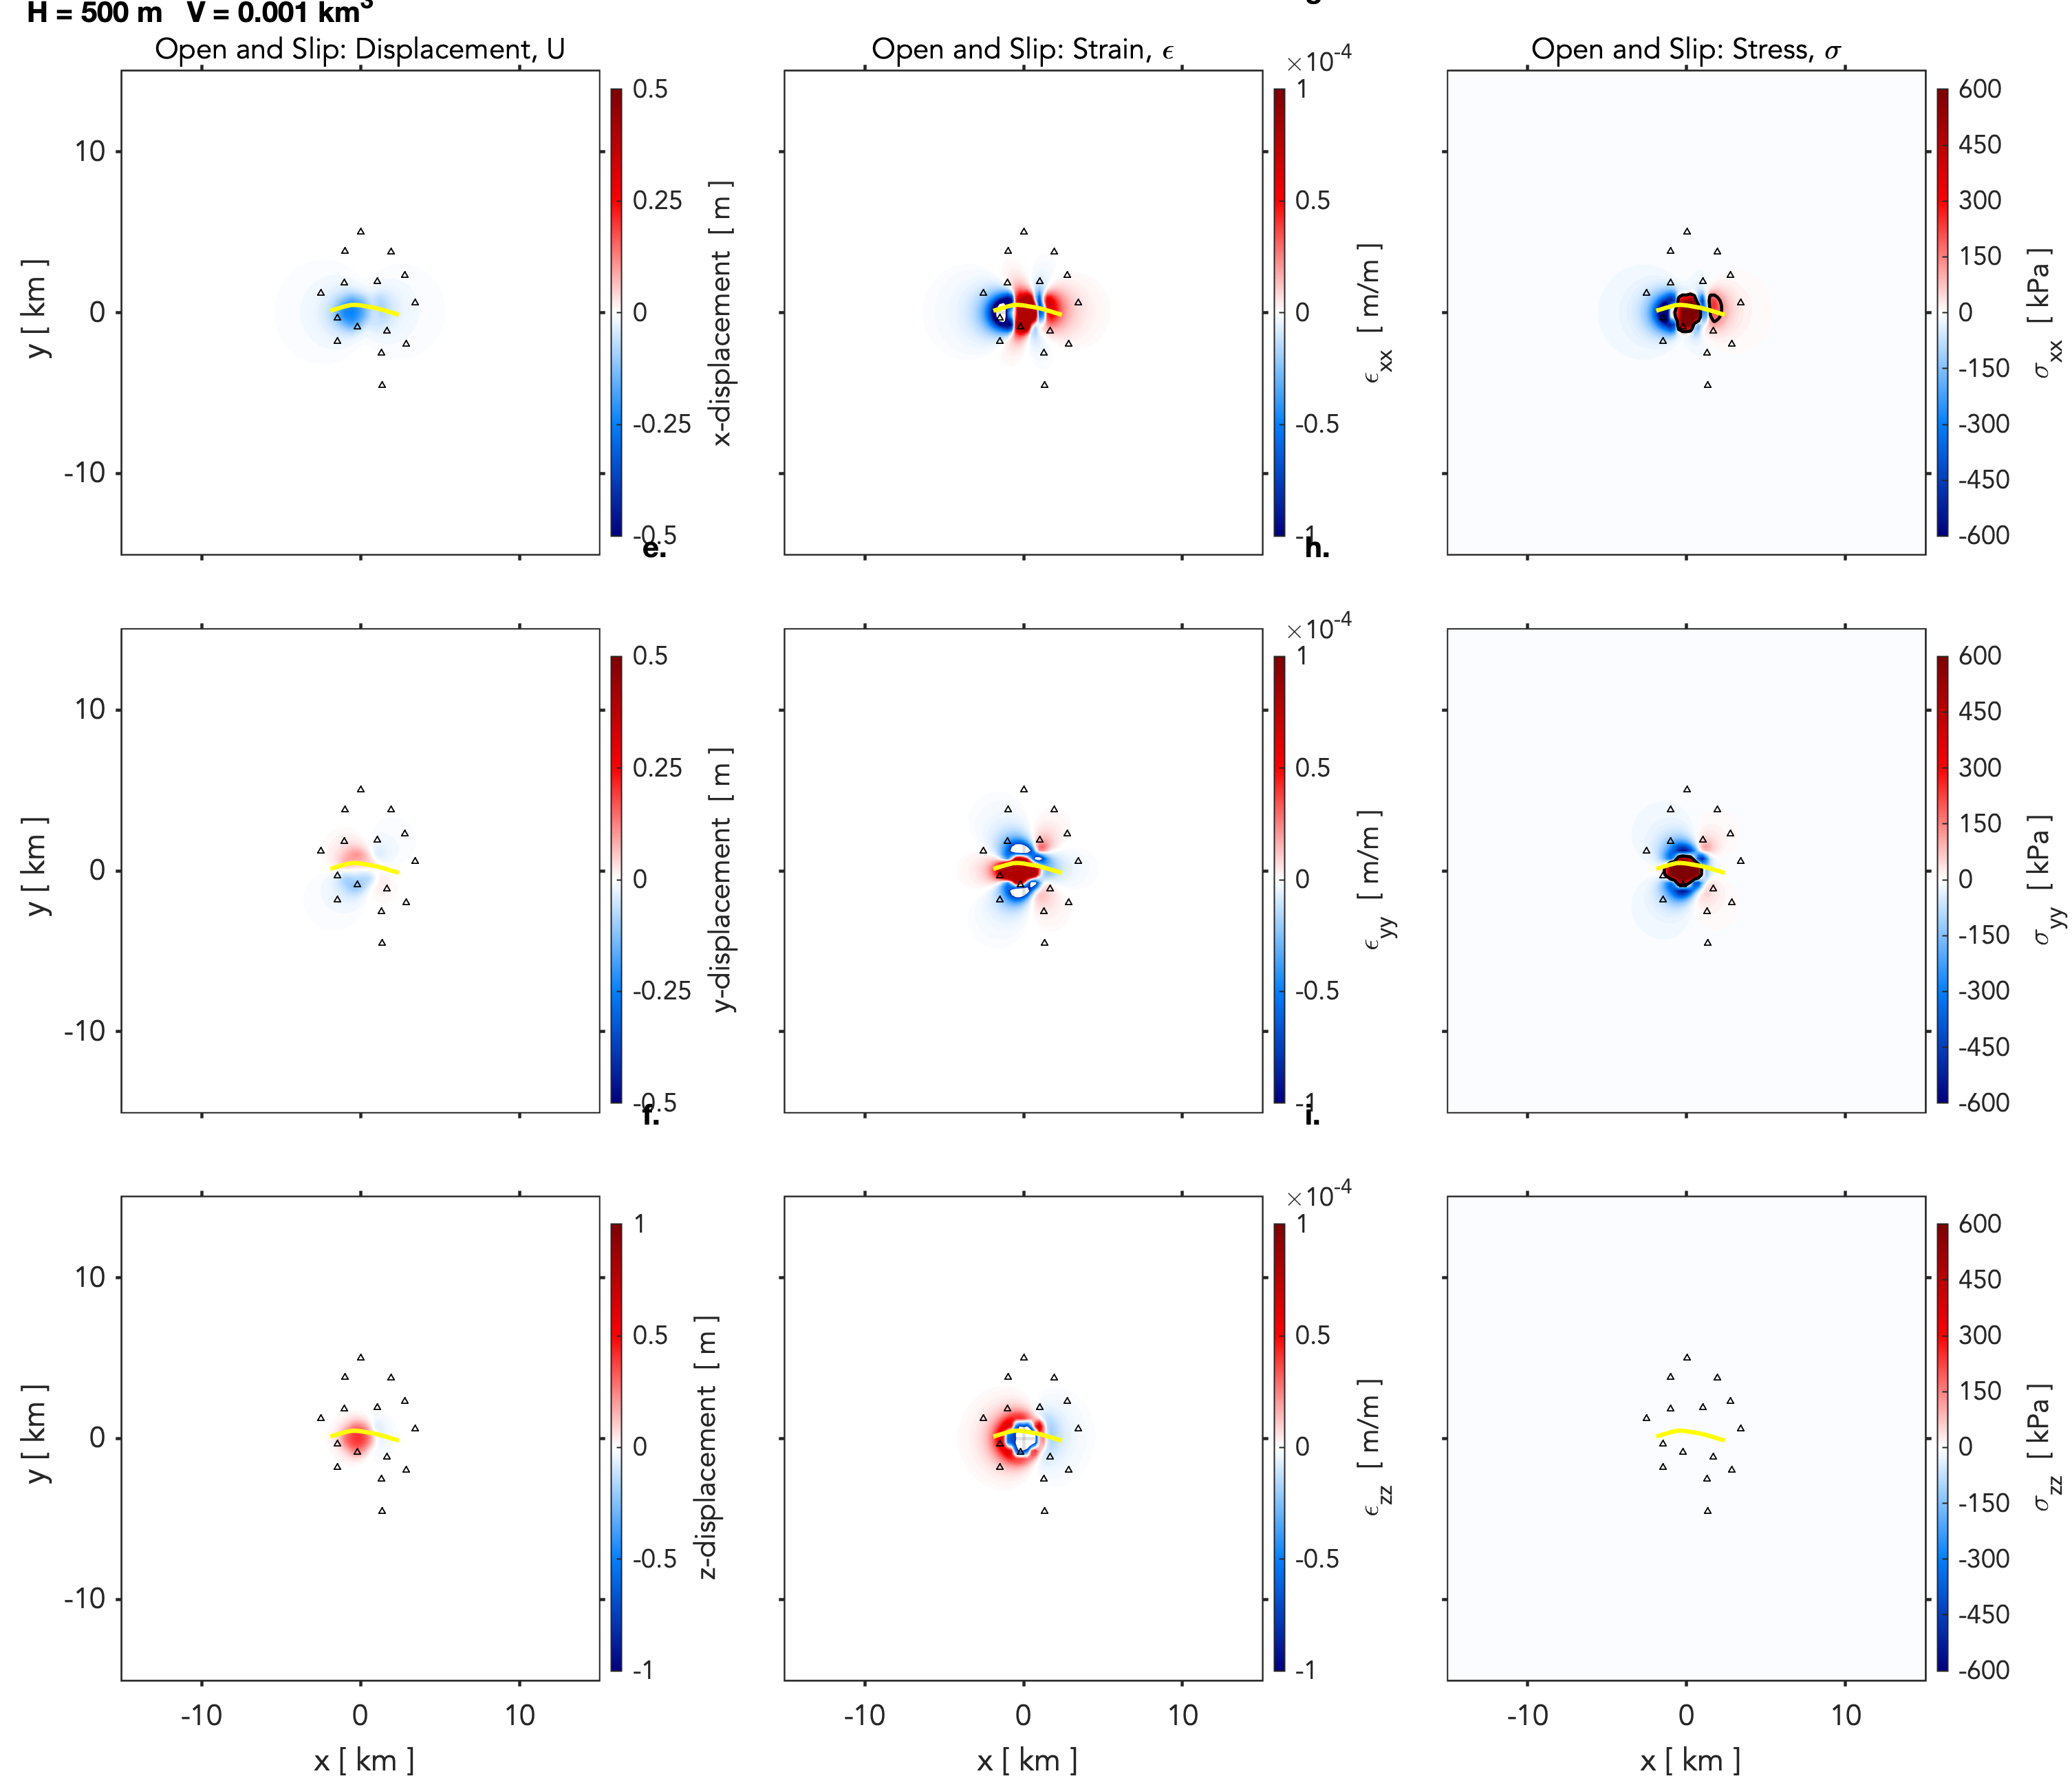 H = 500 m V = 0.001 km³
Open and Slip: Displacement, U
Open and Slip: Strain, ϵ
Open and Slip: Stress, σ
y [ km ]
10
0
-10
0.5
0.25
0
-0.25
-0.5
x-displacement [ m ]
e.
×10⁻⁴
1
0.5
0
-0.5
-1
ϵxx [ m/m ]
h.
600
450
300
150
0
-150
-300
-450
-600
σxx [ kPa ]
y [ km ]
10
0
-10
0.5
0.25
0
-0.25
-0.5
y-displacement [ m ]
f.
×10⁻⁴
1
0.5
0
-0.5
-1
ϵyy [ m/m ]
i.
600
450
300
150
0
-150
-300
-450
-600
σyy [ kPa ]
y [ km ]
10
0
-10
1
0.5
0
-0.5
-1
z-displacement [ m ]
×10⁻⁴
1
0.5
0
-0.5
-1
ϵzz [ m/m ]
600
450
300
150
0
-150
-300
-450
-600
σzz [ kPa ]
-10 0 10
-10 0 10
-10 0 10
x [ km ]
x [ km ]
x [ km ]